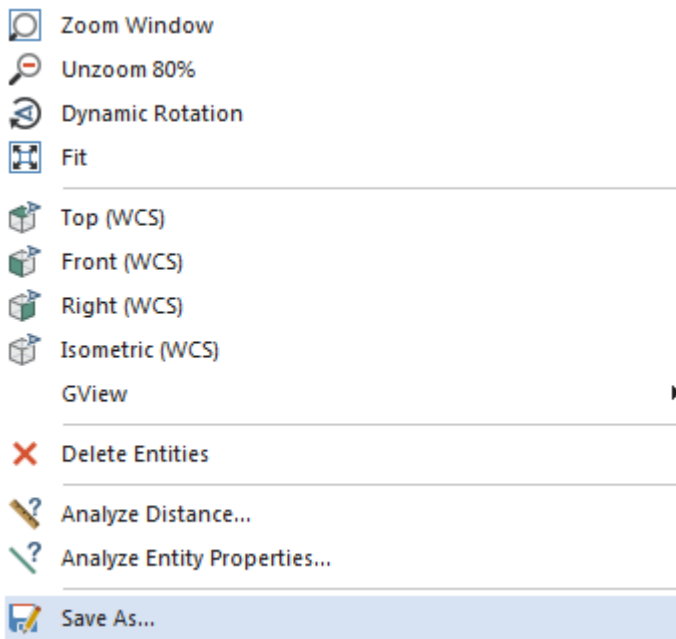 Zoom Window
Unzoom 80%
Dynamic Rotation
Fit
Top (WCS)
Front (WCS)
Right (WCS)
Isometric (WCS)
GView
Delete Entities
Analyze Distance...
Analyze Entity Properties...
Save As...